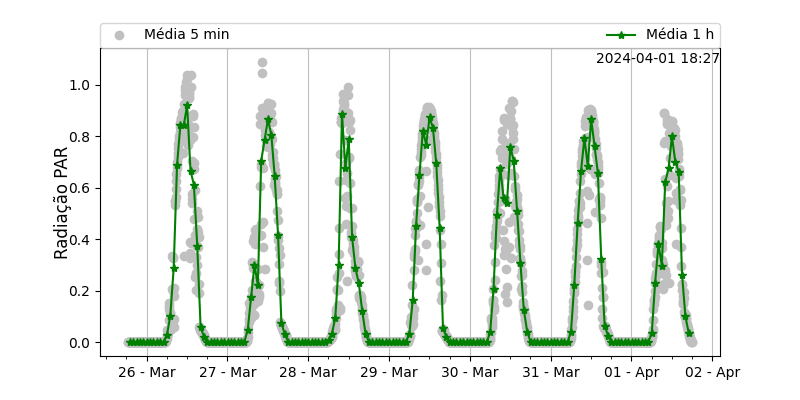 Média 5 min
Média 1 h
2024-04-01 18:27
Radiação PAR
1.0
0.8
0.6
0.4
0.2
0.0
26 - Mar
27 - Mar
28 - Mar
29 - Mar
30 - Mar
31 - Mar
01 - Apr
02 - Apr